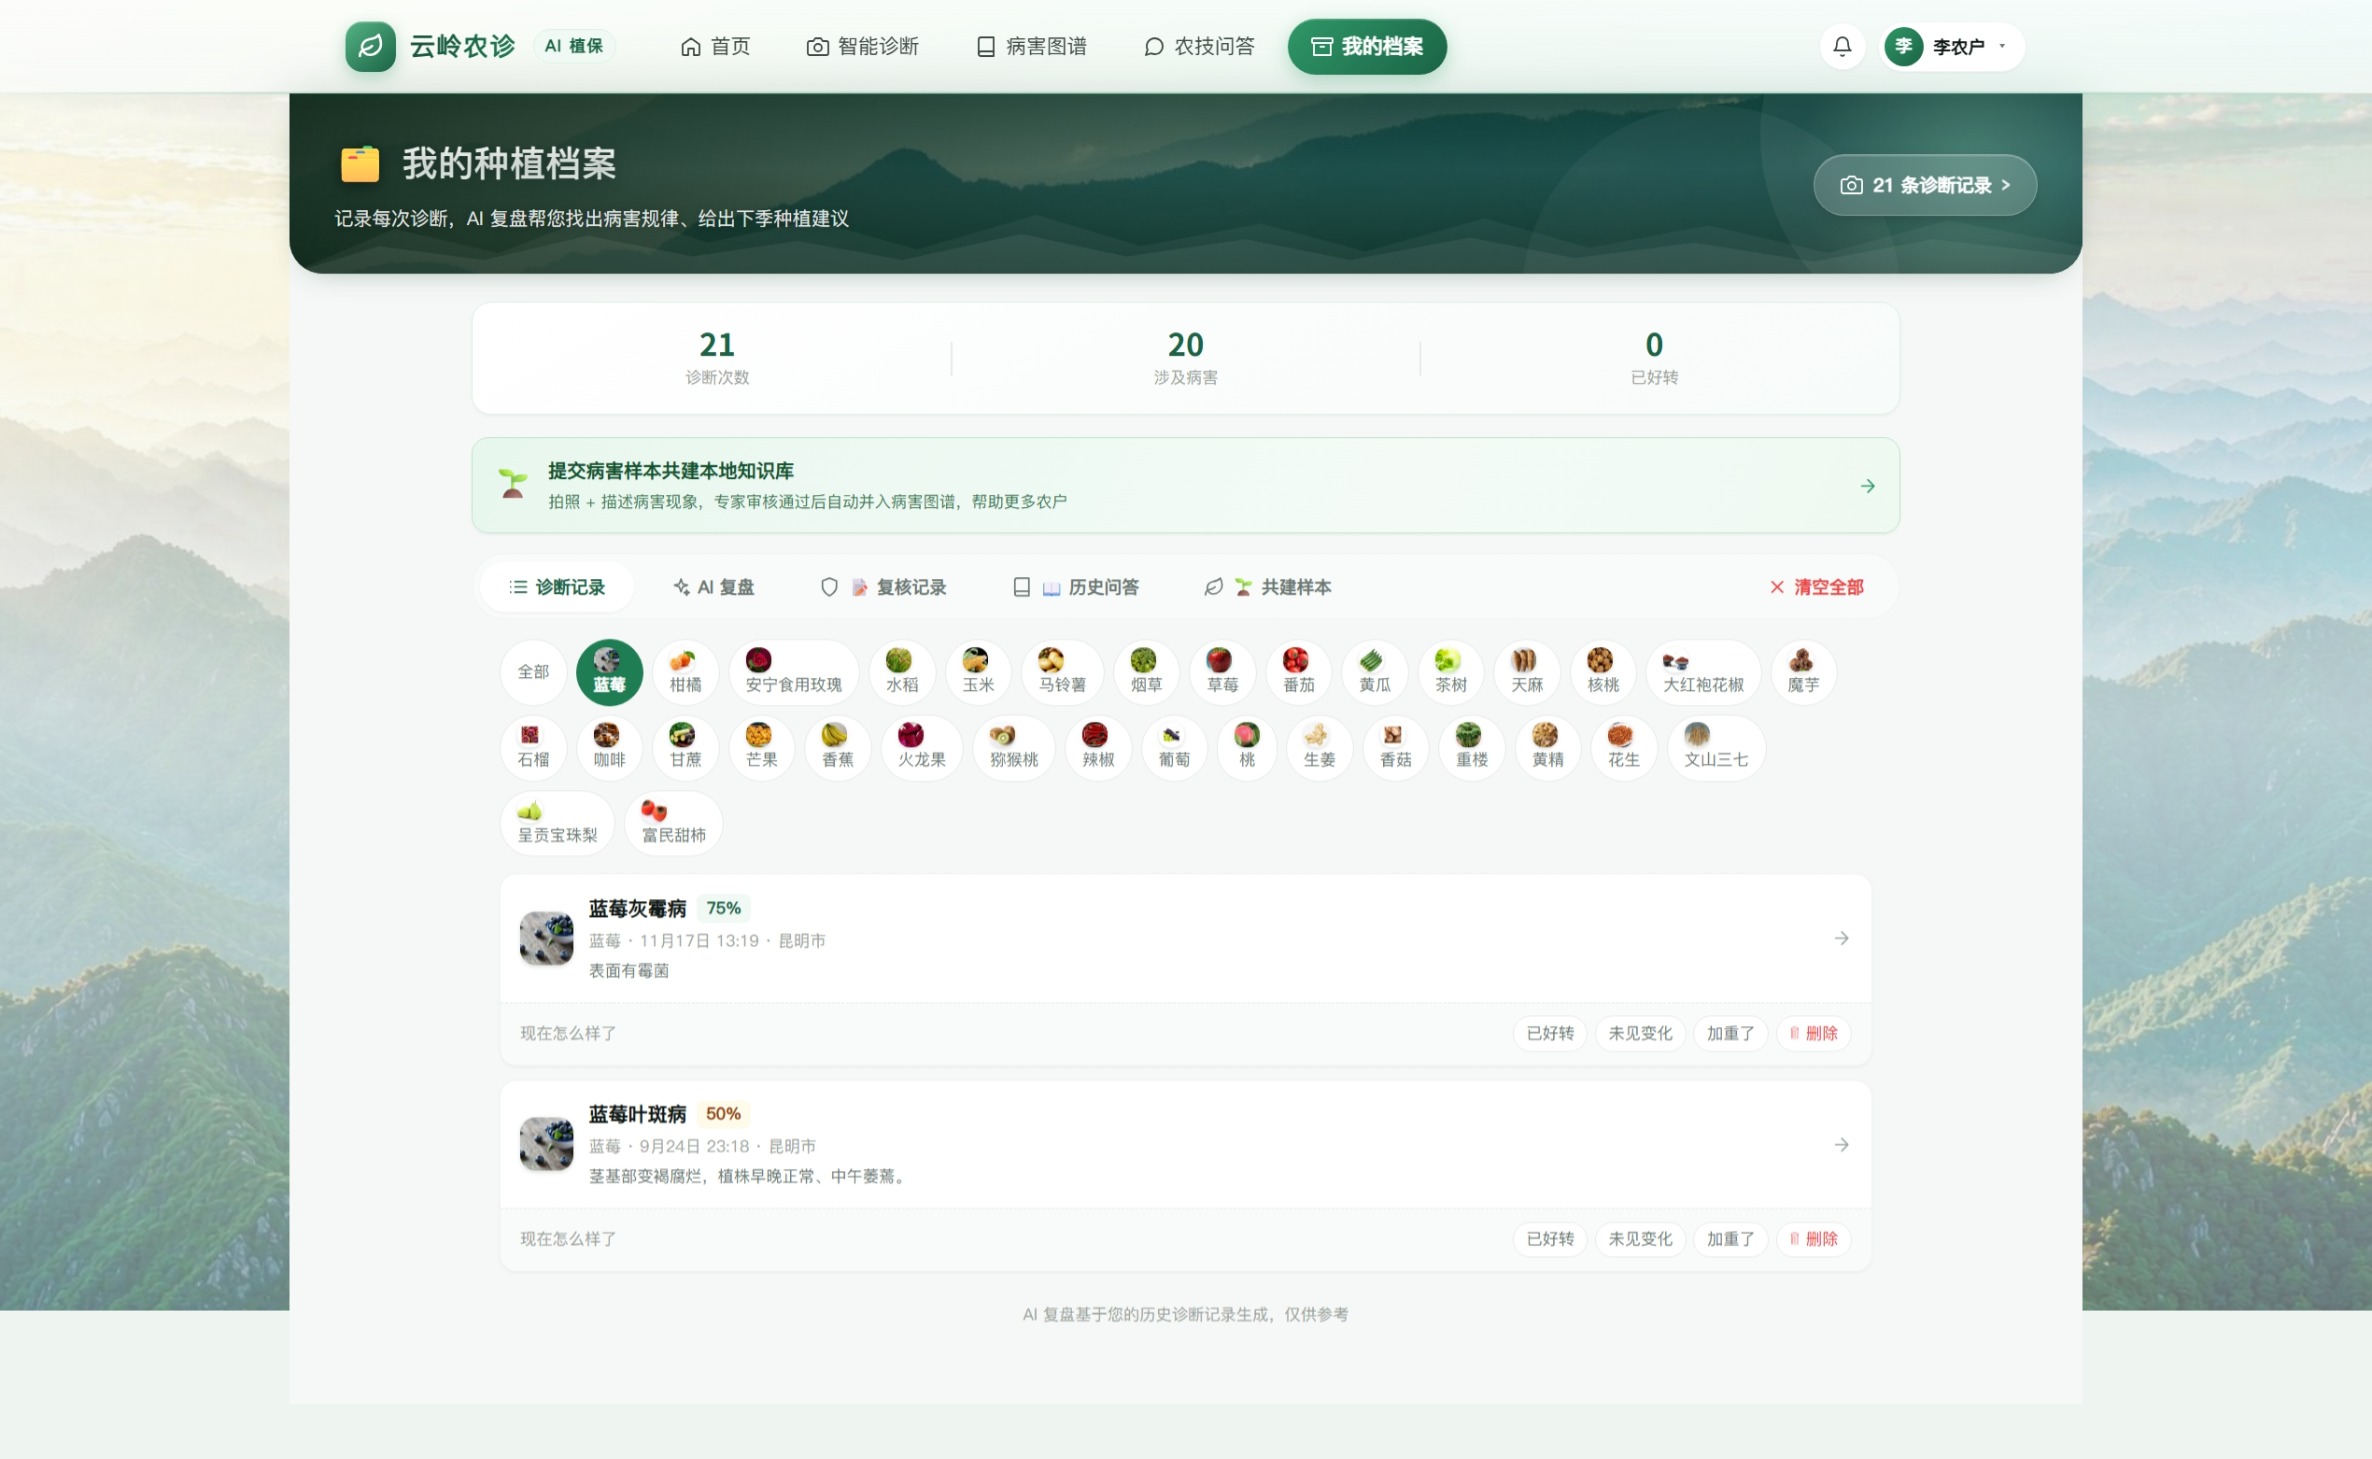 云岭农诊 AI 植保 首页 智能诊断 病害图谱 农技问答 我的档案 李 李农户
我的种植档案
21 条诊断记录 >
记录每次诊断，AI 复盘帮您找出病害规律、给出下季种植建议
21 20 0
诊断次数 涉及病害 已好转
提交病害样本共建本地知识库
拍照 + 描述病害现象，专家审核通过后自动并入病害图谱，帮助更多农户
诊断记录 AI 复盘 复核记录 历史问答 共建样本 清空全部
全部 蓝莓 柑橘 安宁食用玫瑰 水稻 玉米 马铃薯 烟草 草莓 番茄 黄瓜 茶树 天麻 核桃 大红袍花椒 魔芋
石榴 咖啡 甘蔗 芒果 香蕉 火龙果 猕猴桃 辣椒 葡萄 桃 生姜 香菇 重楼 黄精 花生 文山三七
呈贡宝珠梨 富民甜柿
蓝莓灰霉病 75%
蓝莓 · 11月17日 13:19 · 昆明市
表面有霉菌
现在怎么样了 已好转 未见变化 加重了 删除
蓝莓叶斑病 50%
蓝莓 · 9月24日 23:18 · 昆明市
茎基部变褐腐烂，植株早晚正常、中午萎蔫。
现在怎么样了 已好转 未见变化 加重了 删除
AI 复盘基于您的历史诊断记录生成，仅供参考